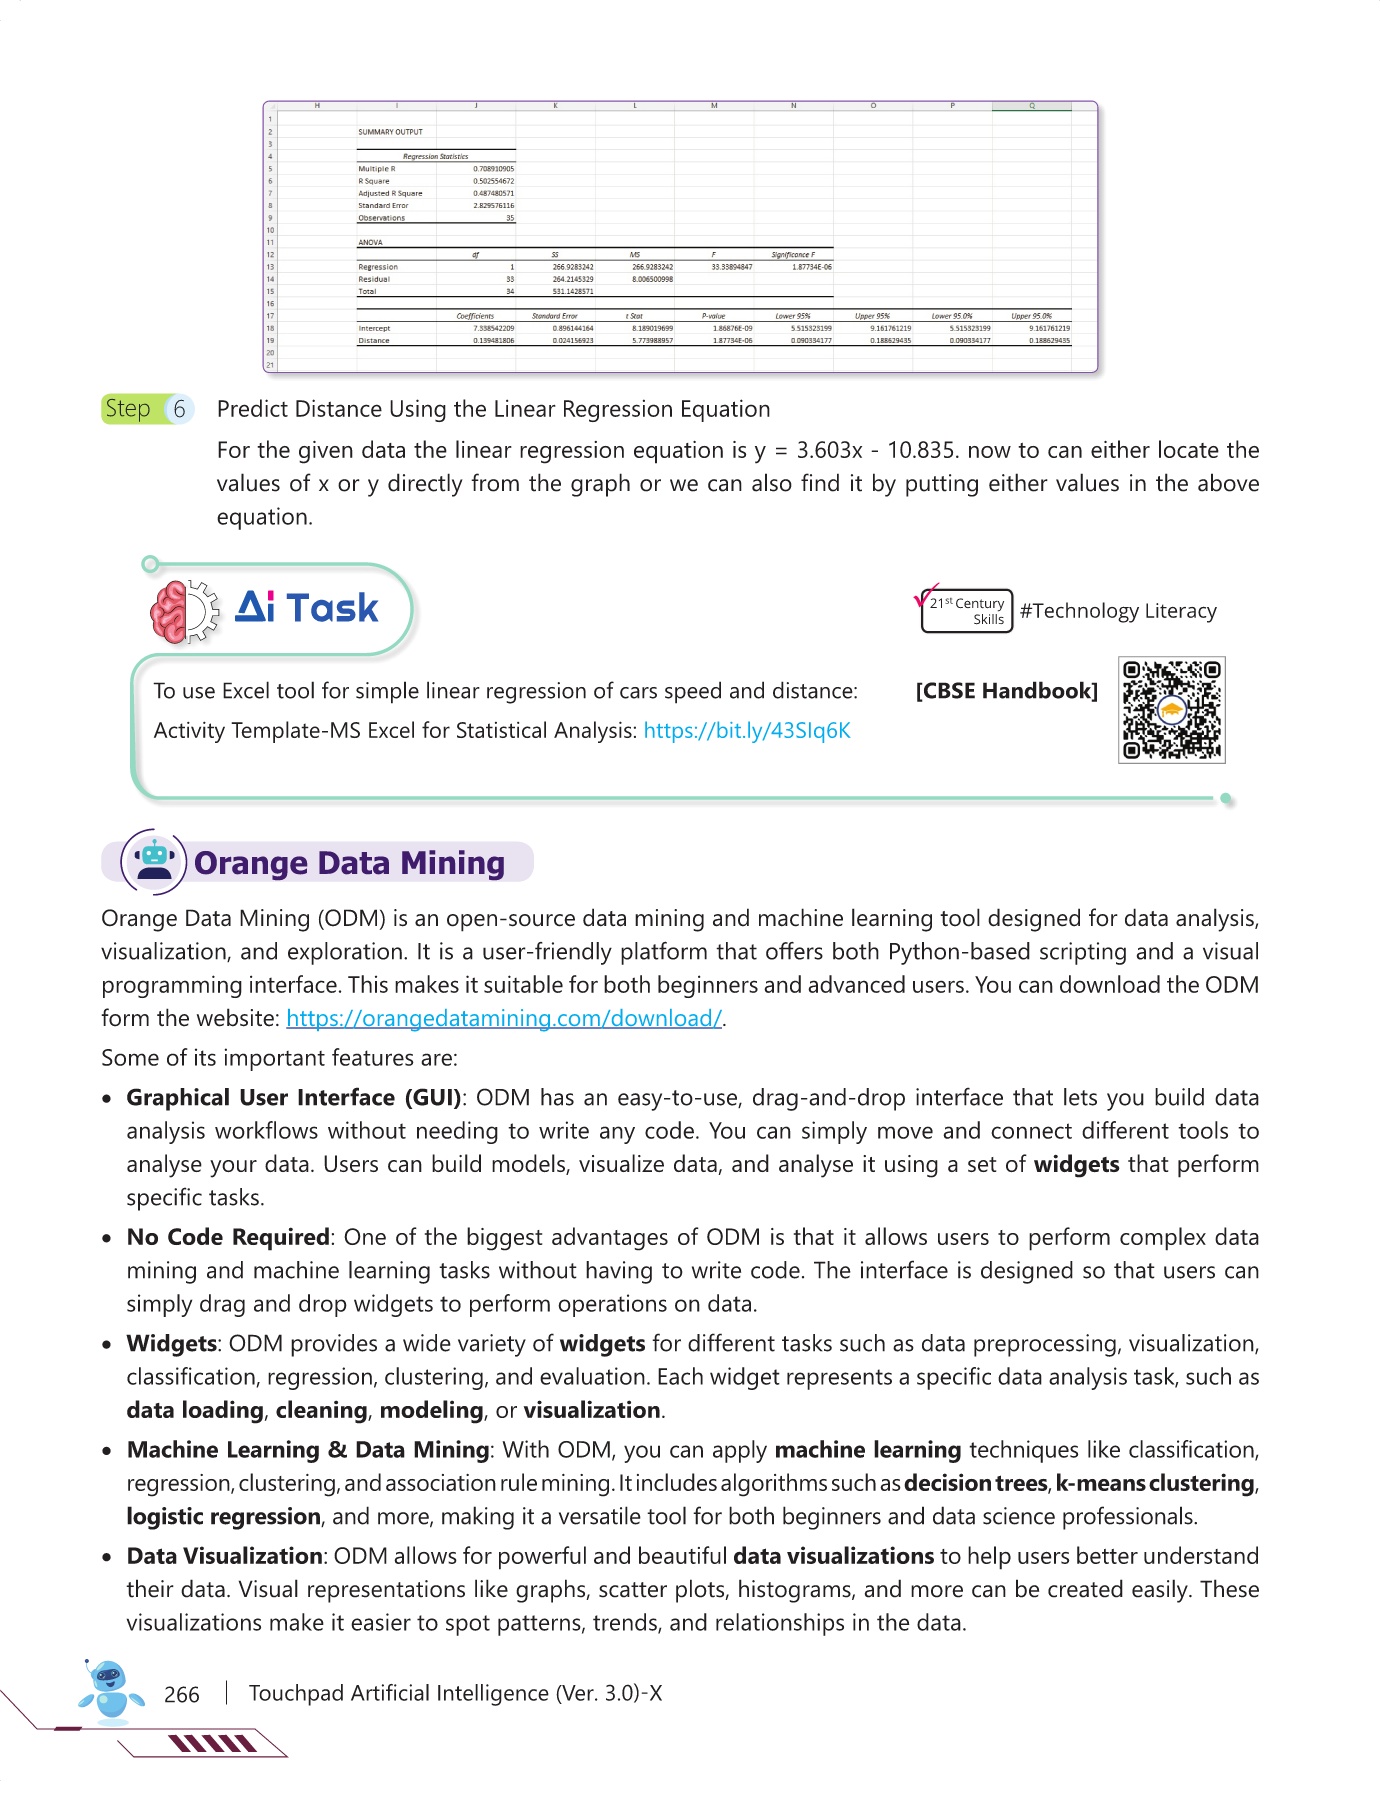 H I J K L M N O P Q
1
2 SUMMARY OUTPUT
3
4 Regression Statistics
5 Multiple R 0.708910905
6 R Square 0.502554672
7 Adjusted R Square 0.487480571
8 Standard Error 2.829576116
9 Observations 35
10
11 ANOVA
12 df SS MS F Significance F
13 Regression 1 266.9283242 266.9283242 33.33894847 1.87734E-06
14 Residual 33 264.2145329 8.006500998
15 Total 34 531.1428571
16
17 Coefficients Standard Error t Stat P-value Lower 95% Upper 95% Lower 95.0% Upper 95.0%
18 Intercept 7.338542209 0.896144164 8.189019699 1.86876E-09 5.515323199 9.161761219 5.515323199 9.161761219
19 Distance 0.139481806 0.024156923 5.773988957 1.87734E-06 0.090334177 0.188629435 0.090334177 0.188629435
20
21
Step 6 Predict Distance Using the Linear Regression Equation
For the given data the linear regression equation is y = 3.603x - 10.835. now to can either locate the
values of x or y directly from the graph or we can also find it by putting either values in the above
equation.
Ai Task
21st Century
Skills
#Technology Literacy
To use Excel tool for simple linear regression of cars speed and distance: [CBSE Handbook]
Activity Template-MS Excel for Statistical Analysis: https://bit.ly/43SIq6K
Orange Data Mining
Orange Data Mining (ODM) is an open-source data mining and machine learning tool designed for data analysis,
visualization, and exploration. It is a user-friendly platform that offers both Python-based scripting and a visual
programming interface. This makes it suitable for both beginners and advanced users. You can download the ODM
form the website: https://orangedatamining.com/download/.
Some of its important features are:
• Graphical User Interface (GUI): ODM has an easy-to-use, drag-and-drop interface that lets you build data
analysis workflows without needing to write any code. You can simply move and connect different tools to
analyse your data. Users can build models, visualize data, and analyse it using a set of widgets that perform
specific tasks.
• No Code Required: One of the biggest advantages of ODM is that it allows users to perform complex data
mining and machine learning tasks without having to write code. The interface is designed so that users can
simply drag and drop widgets to perform operations on data.
• Widgets: ODM provides a wide variety of widgets for different tasks such as data preprocessing, visualization,
classification, regression, clustering, and evaluation. Each widget represents a specific data analysis task, such as
data loading, cleaning, modeling, or visualization.
• Machine Learning & Data Mining: With ODM, you can apply machine learning techniques like classification,
regression, clustering, and association rule mining. It includes algorithms such as decision trees, k-means clustering,
logistic regression, and more, making it a versatile tool for both beginners and data science professionals.
• Data Visualization: ODM allows for powerful and beautiful data visualizations to help users better understand
their data. Visual representations like graphs, scatter plots, histograms, and more can be created easily. These
visualizations make it easier to spot patterns, trends, and relationships in the data.
266 | Touchpad Artificial Intelligence (Ver. 3.0)-X